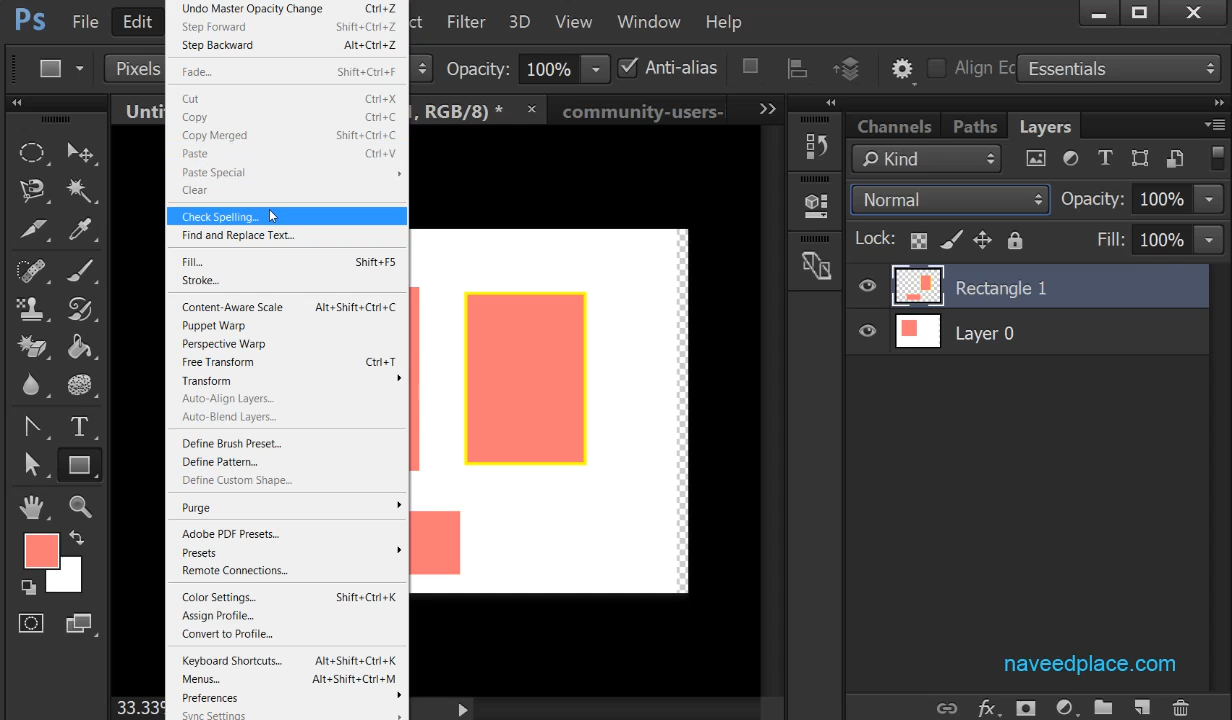 Ps File Edit ct Filter 3D View Window Help
Undo Master Opacity Change Ctrl+Z
Step Forward Shift+Ctrl+Z
Step Backward Alt+Ctrl+Z
Fade... Shift+Ctrl+F
Cut Ctrl+X
Copy Ctrl+C
Copy Merged Shift+Ctrl+C
Paste Ctrl+V
Paste Special
Clear
Check Spelling...
Find and Replace Text...
Fill... Shift+F5
Stroke...
Content-Aware Scale Alt+Shift+Ctrl+C
Puppet Warp
Perspective Warp
Free Transform Ctrl+T
Transform
Auto-Align Layers...
Auto-Blend Layers...
Define Brush Preset...
Define Pattern...
Define Custom Shape...
Purge
Adobe PDF Presets...
Presets
Remote Connections...
Color Settings... Shift+Ctrl+K
Assign Profile...
Convert to Profile...
Keyboard Shortcuts... Alt+Shift+Ctrl+K
Menus... Alt+Shift+Ctrl+M
Preferences
Sync Settings
Pixels Opacity: 100% Anti-alias Align Ed Essentials
Untit 1, RGB/8) * × community-users-
Channels Paths Layers
Kind
Normal Opacity: 100%
Lock: Fill: 100%
Rectangle 1
Layer 0
naveedplace.com
33.33%
fx